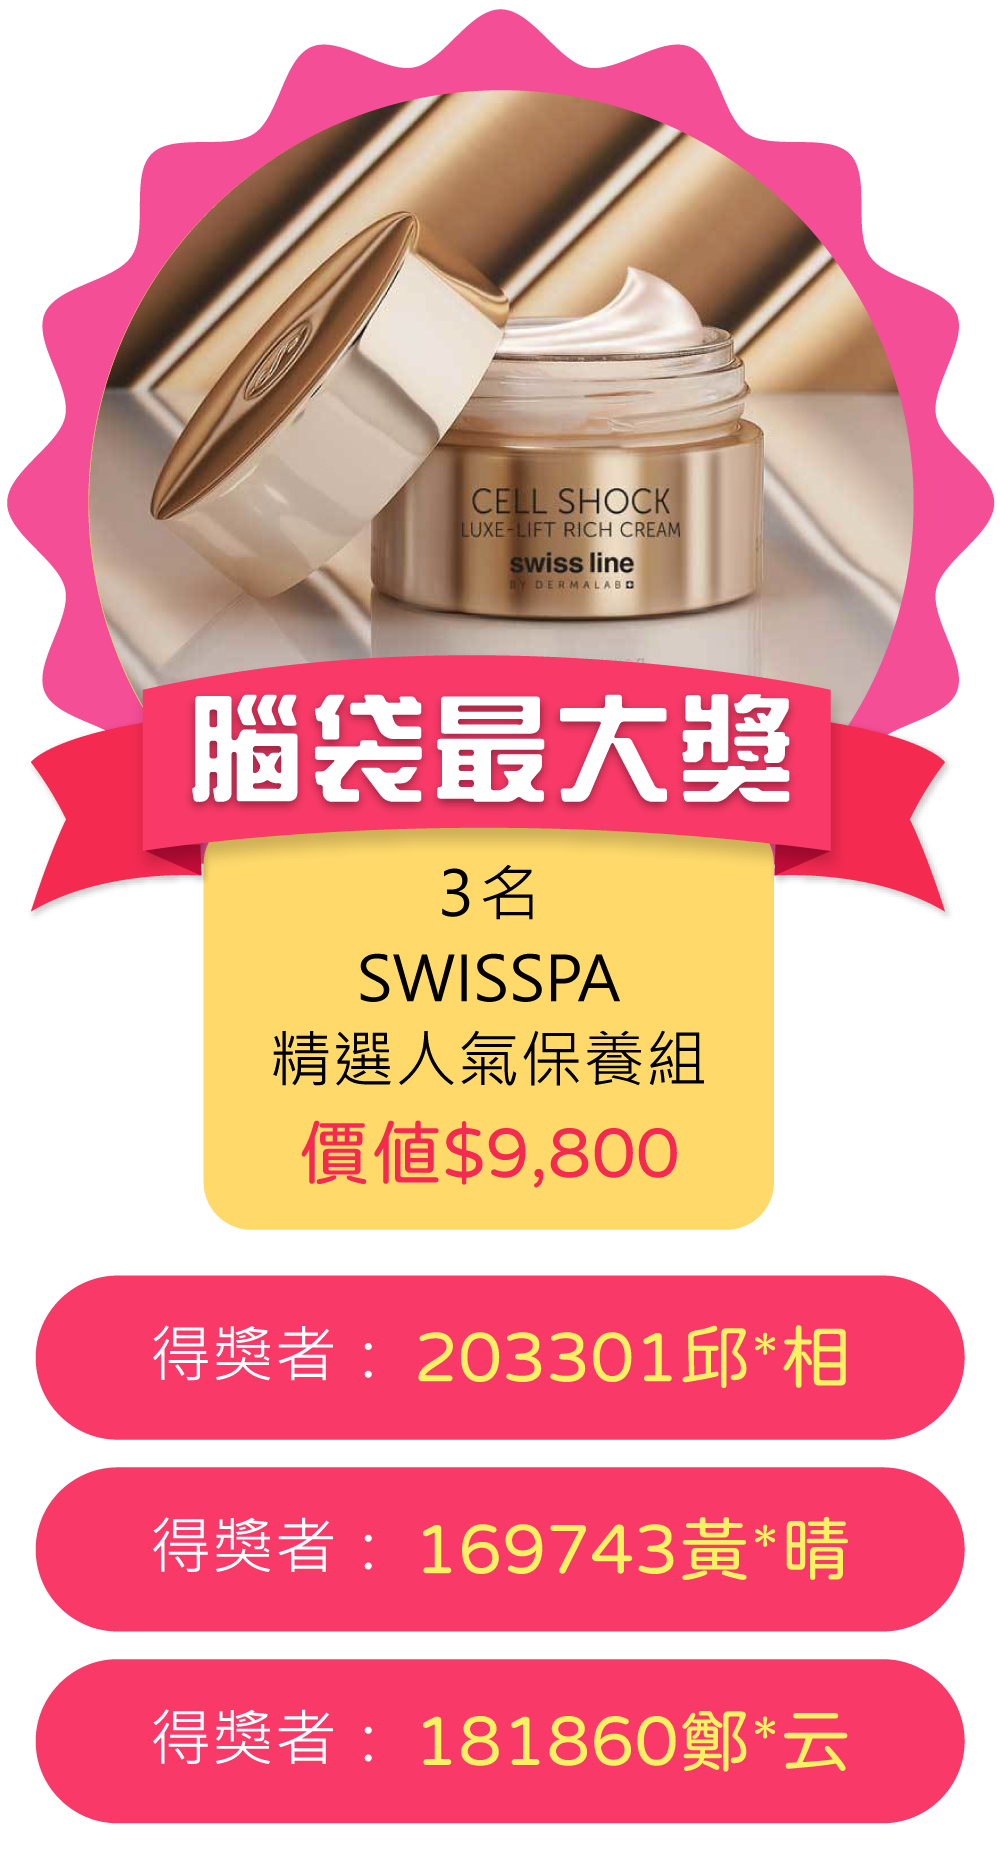 CELL SHOCK
LUXE-LIFT RICH CREAM
swiss line
BY DERMALAB
腦袋最大獎
3名
SWISSPA
精選人氣保養組
價值$9,800
得獎者：203301邱*相
得獎者：169743黃*晴
得獎者：181860鄭*云